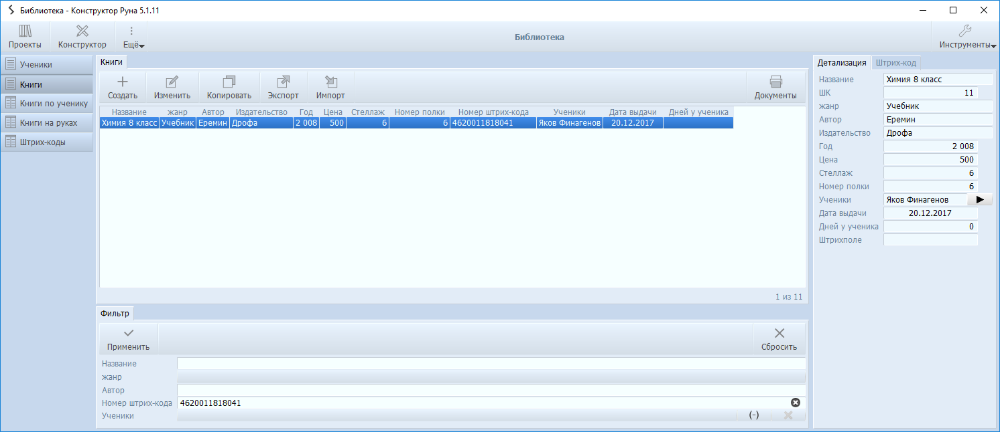 Библиотека - Конструктор Руна 5.1.11
Проекты Конструктор Ещё Библиотека Инструменты
Ученики
Книги
Книги по ученику
Книги на руках
Штрих-коды
Книги
Создать Изменить Копировать Экспорт Импорт Документы
Название жанр Автор Издательство Год Цена Стеллаж Номер полки Номер штрих-кода Ученики Дата выдачи Дней у ученика
Химия 8 класс Учебник Еремин Дрофа 2 008 500 6 6 4620011818041 Яков Финагенов 20.12.2017
1 из 11
Фильтр
Применить Сбросить
Название
жанр
Автор
Номер штрих-кода 4620011818041
Ученики (-)
Детализация Штрих-код
Название Химия 8 класс
ШК 11
жанр Учебник
Автор Еремин
Издательство Дрофа
Год 2 008
Цена 500
Стеллаж 6
Номер полки 6
Ученики Яков Финагенов
Дата выдачи 20.12.2017
Дней у ученика 0
Штрихполе